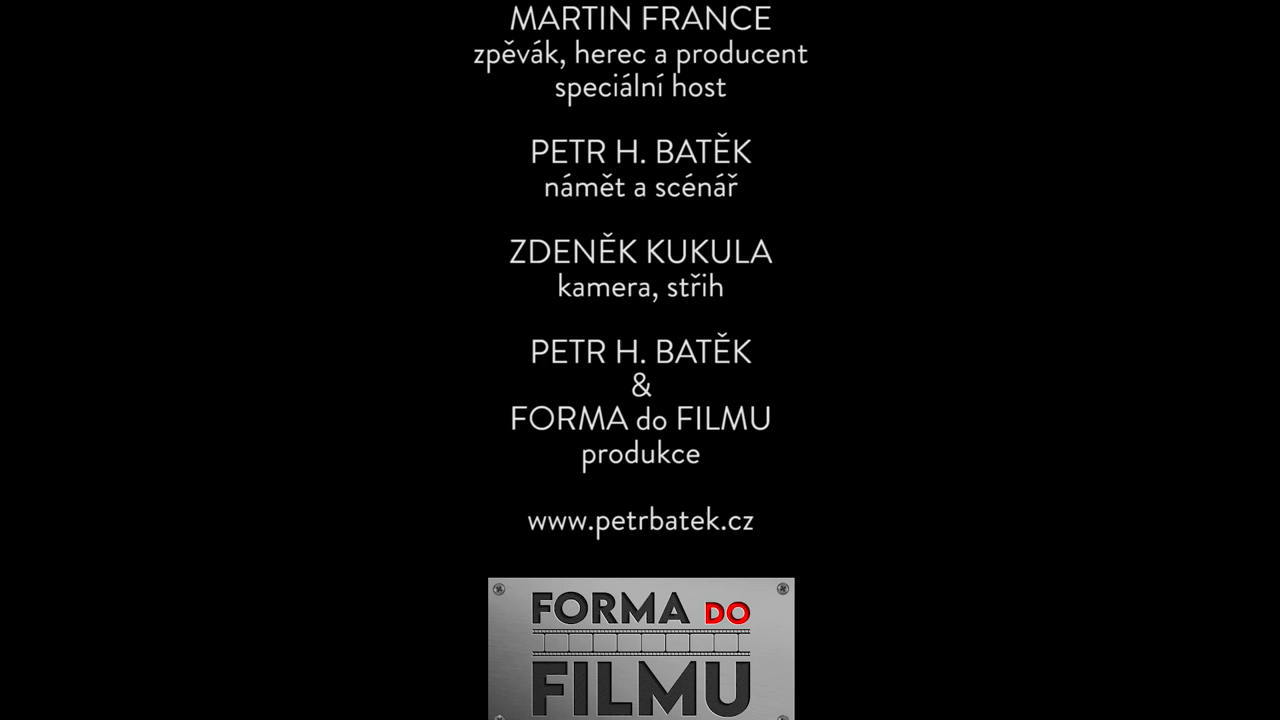 MARTIN FRANCE
zpěvák, herec a producent
speciální host
PETR H. BATĚK
námět a scénář
ZDENĚK KUKULA
kamera, střih
PETR H. BATĚK
&
FORMA do FILMU
produkce
www.petrbatek.cz
FORMA DO
FILMU